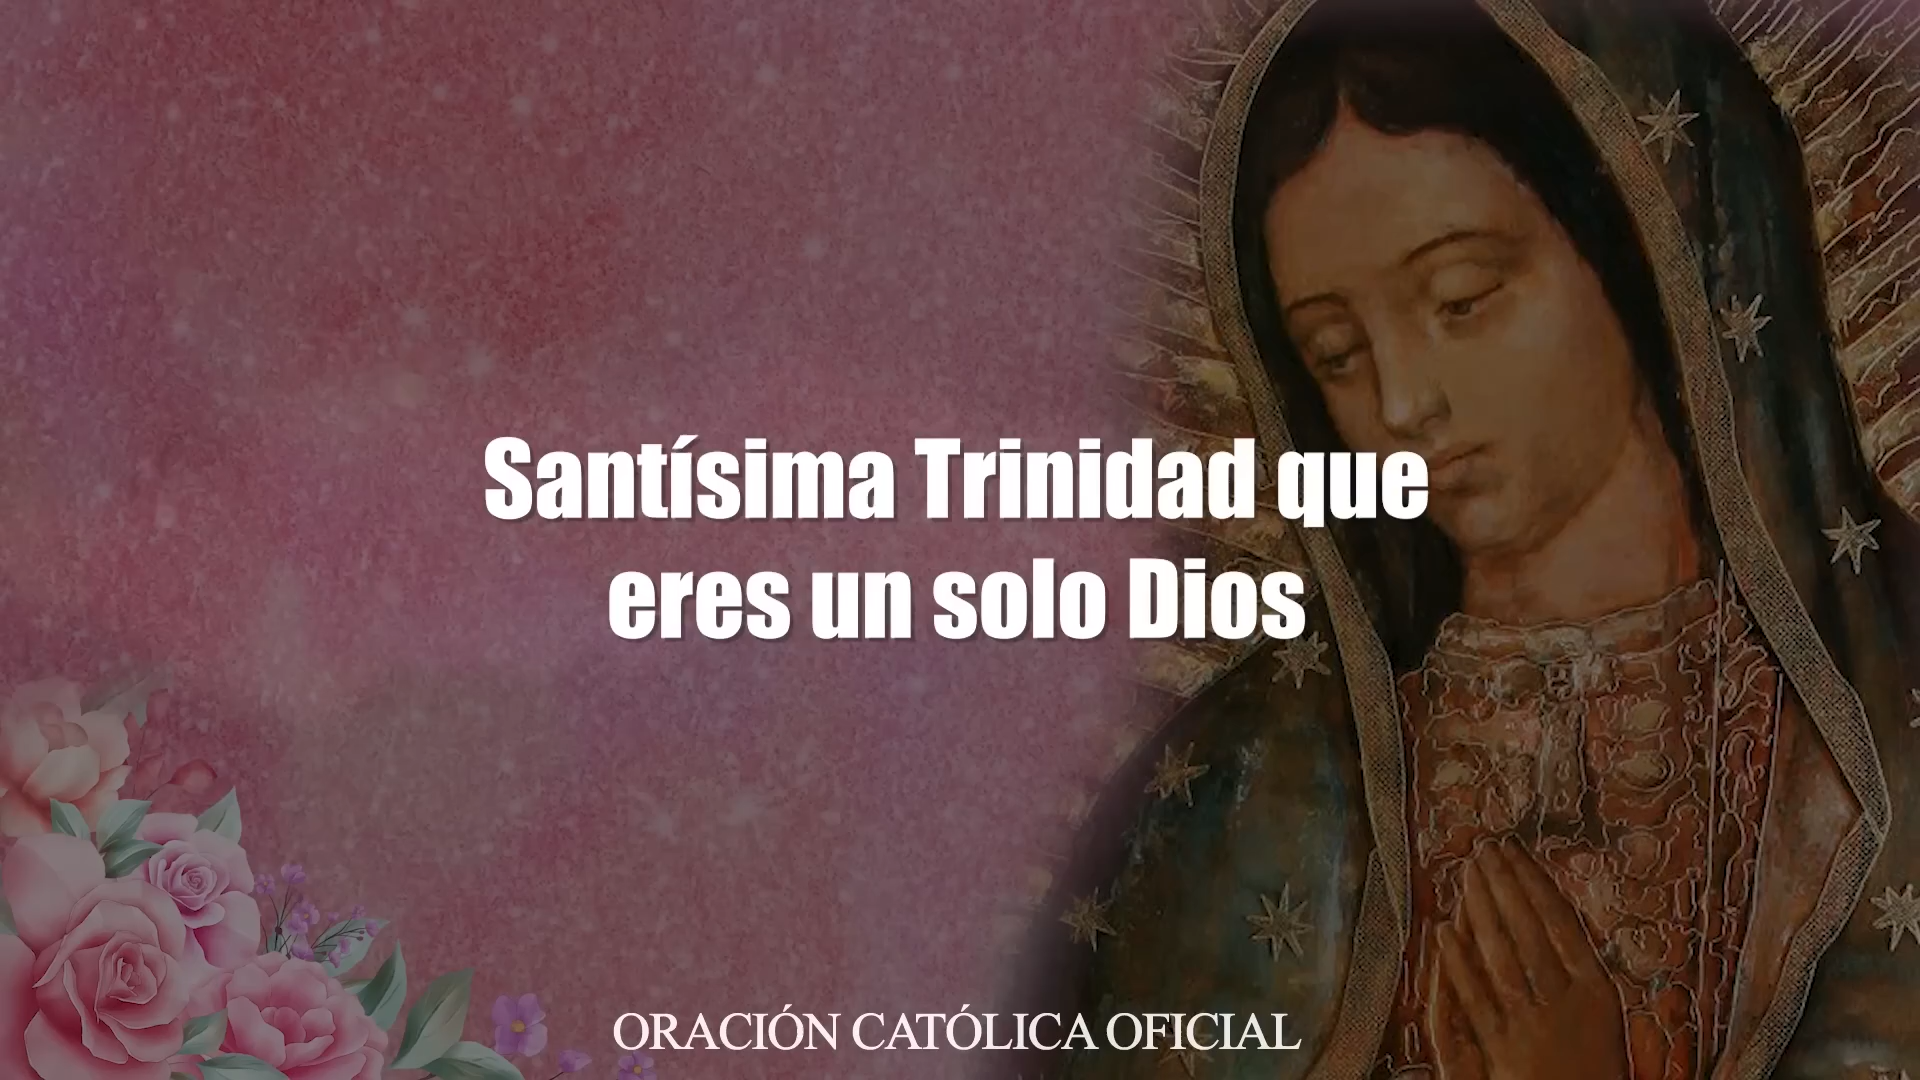 Santísima Trinidad que
eres un solo Dios
ORACIÓN CATÓLICA OFICIAL